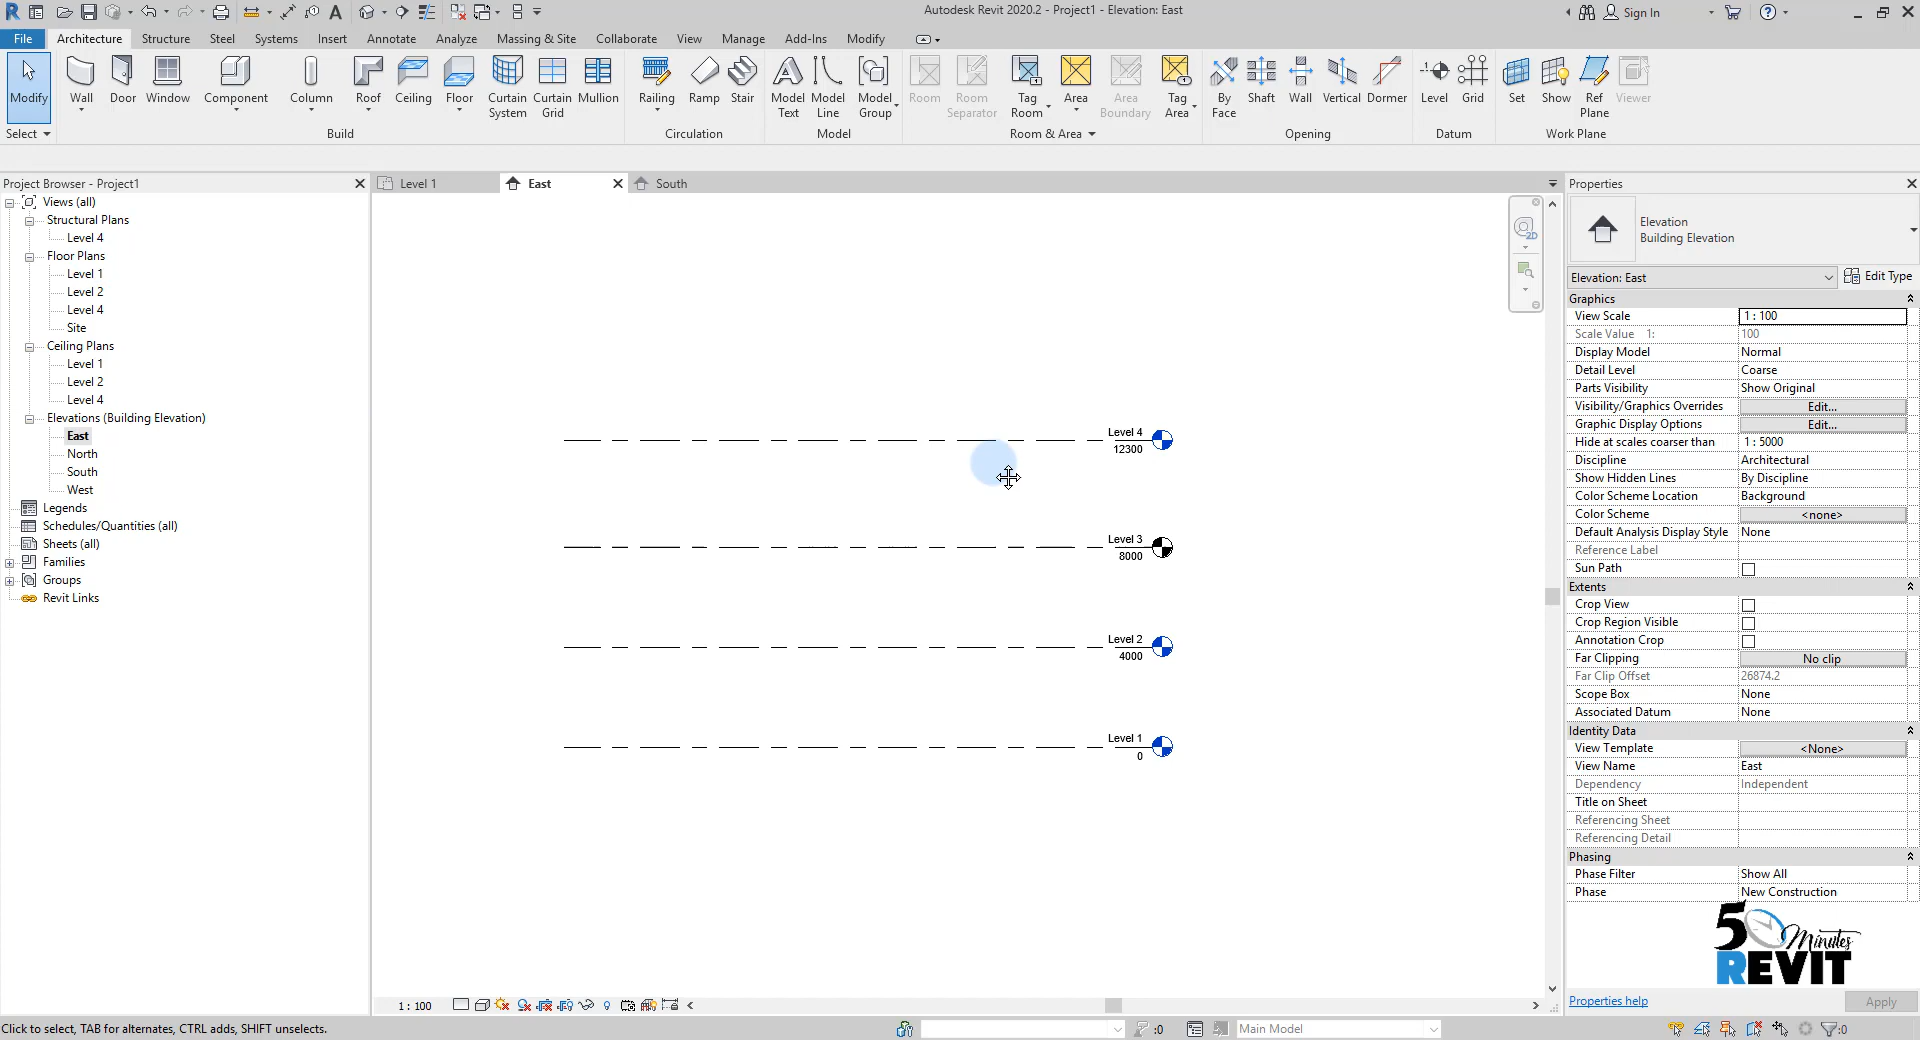 Autodesk Revit 2020.2 - Project1 - Elevation: East
Sign In
File Architecture Structure Steel Systems Insert Annotate Analyze Massing & Site Collaborate View Manage Add-Ins Modify
Modify Wall Door Window Component Column Roof Ceiling Floor Curtain System Curtain Grid Mullion Railing Ramp Stair Model Text Model Line Model Group Room Room Separator Tag Room Area Area Boundary Tag Area By Face Shaft Wall Vertical Dormer Level Grid Set Show Ref Plane Viewer
Select Build Circulation Model Room & Area Opening Datum Work Plane
Project Browser - Project1
Views (all)
Structural Plans
Level 4
Floor Plans
Level 1
Level 2
Level 4
Site
Ceiling Plans
Level 1
Level 2
Level 4
Elevations (Building Elevation)
East
North
South
West
Legends
Schedules/Quantities (all)
Sheets (all)
Families
Groups
Revit Links
Level 1 East South
2D
Level 4
12300
Level 3
8000
Level 2
4000
Level 1
0
1 : 100
Properties
Elevation
Building Elevation
Elevation: East Edit Type
Graphics
View Scale 1 : 100
Scale Value 1: 100
Display Model Normal
Detail Level Coarse
Parts Visibility Show Original
Visibility/Graphics Overrides Edit...
Graphic Display Options Edit...
Hide at scales coarser than 1 : 5000
Discipline Architectural
Show Hidden Lines By Discipline
Color Scheme Location Background
Color Scheme <none>
Default Analysis Display Style None
Reference Label
Sun Path
Extents
Crop View
Crop Region Visible
Annotation Crop
Far Clipping No clip
Far Clip Offset 26874.2
Scope Box None
Associated Datum None
Identity Data
View Template <None>
View Name East
Dependency Independent
Title on Sheet
Referencing Sheet
Referencing Detail
Phasing
Phase Filter Show All
Phase New Construction
5 Minutes
REVIT
Properties help Apply
Click to select, TAB for alternates, CTRL adds, SHIFT unselects.
:0 Main Model :0